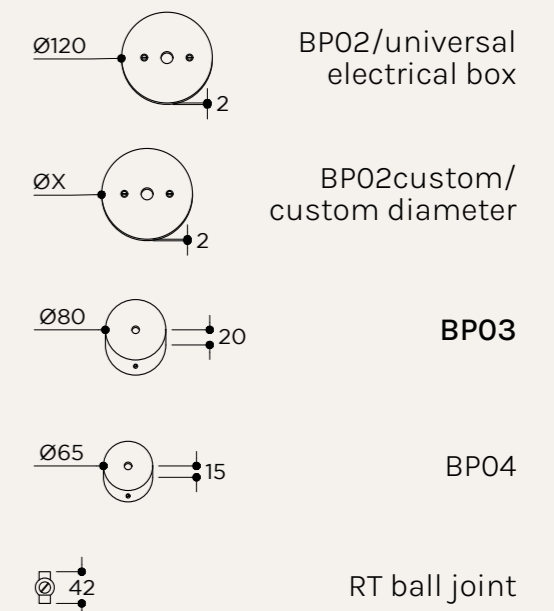 Ø120
BP02/universal
electrical box
2
ØX
BP02custom/
custom diameter
2
Ø80
20
BP03
Ø65
15
BP04
42
RT ball joint